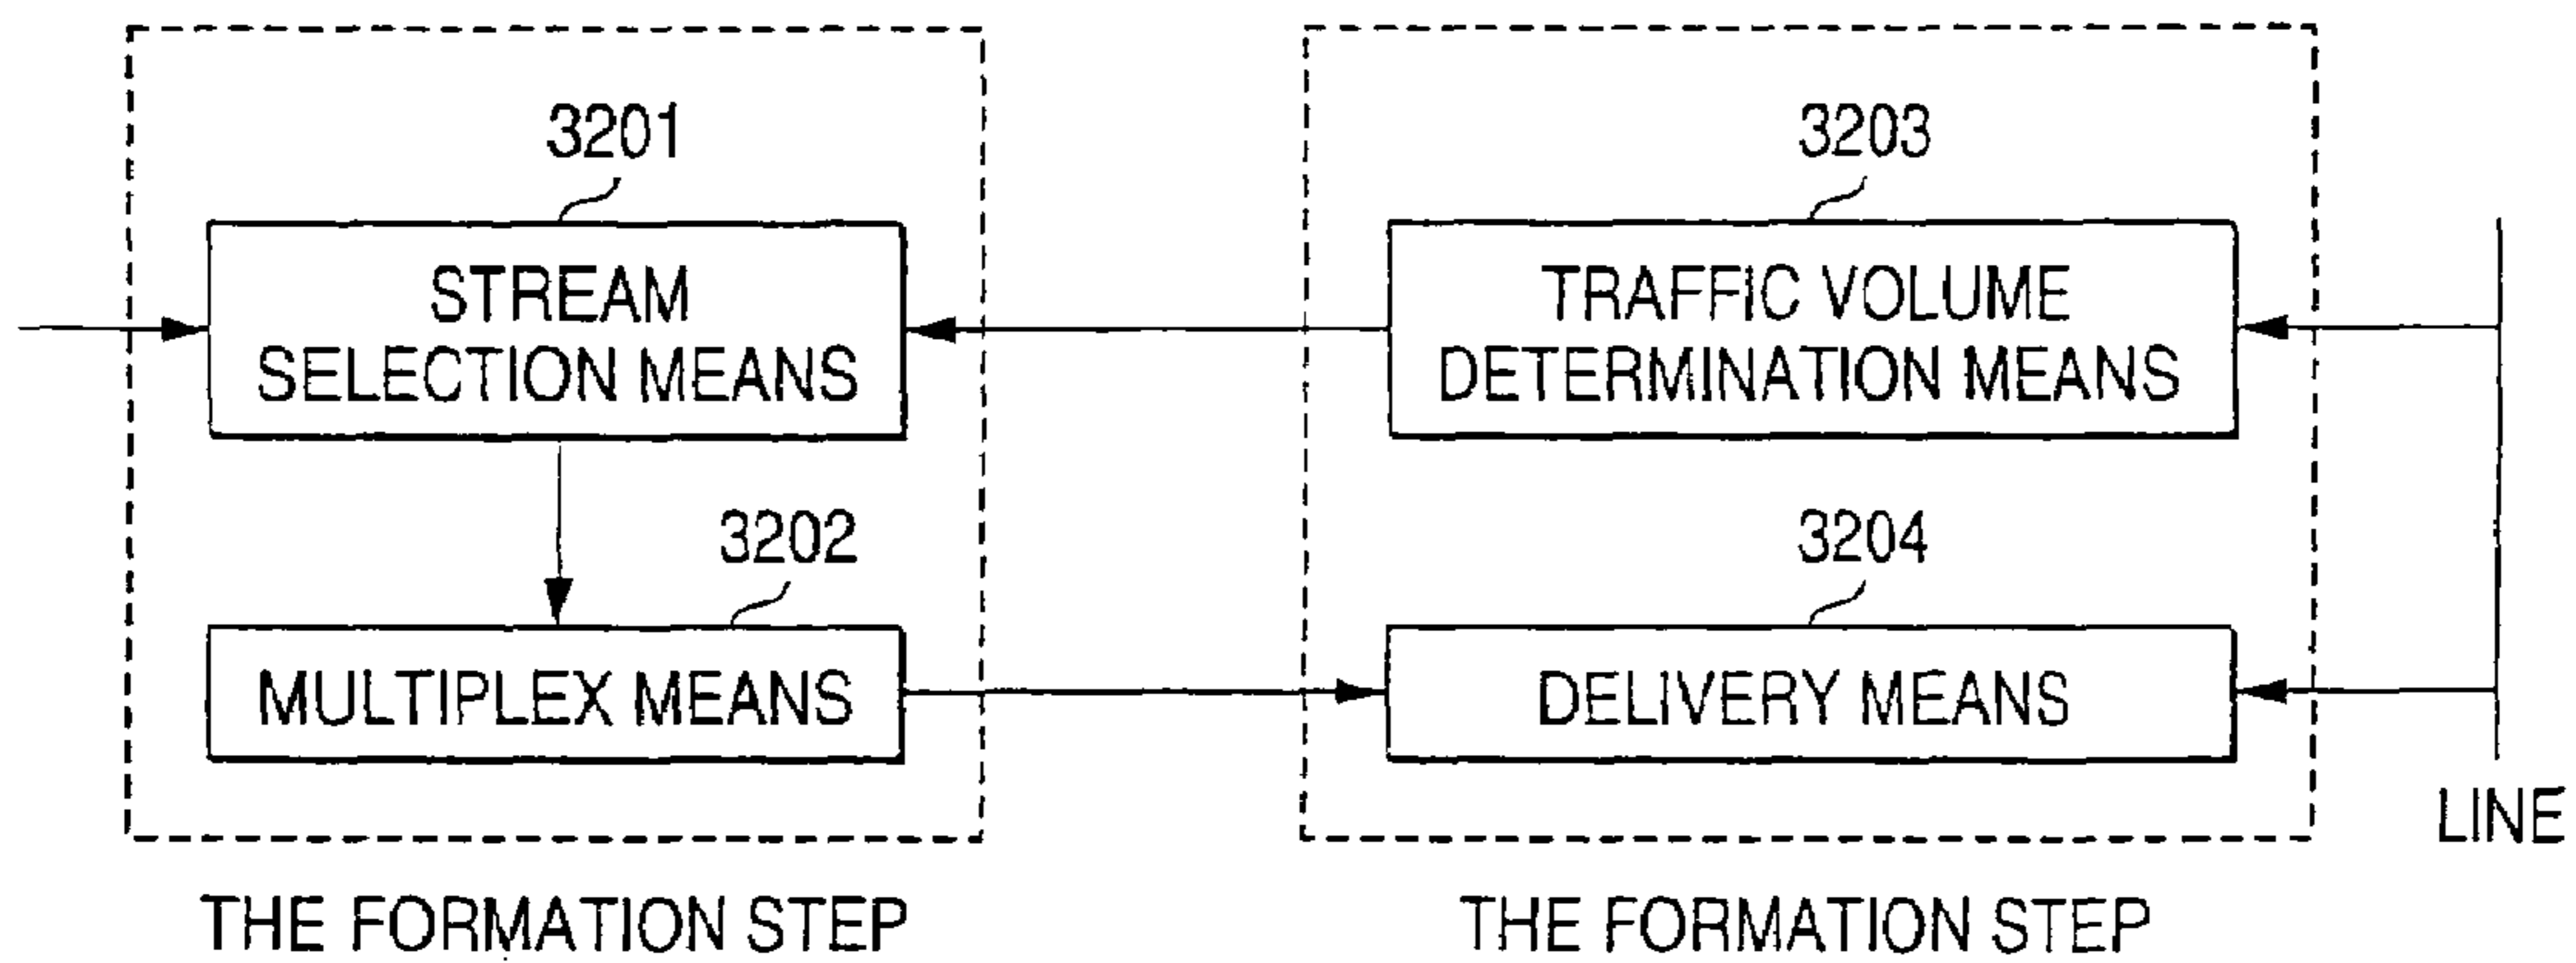 3201
STREAM
SELECTION MEANS
3202
MULTIPLEX MEANS
THE FORMATION STEP
3203
TRAFFIC VOLUME
DETERMINATION MEANS
3204
DELIVERY MEANS
THE FORMATION STEP
LINE